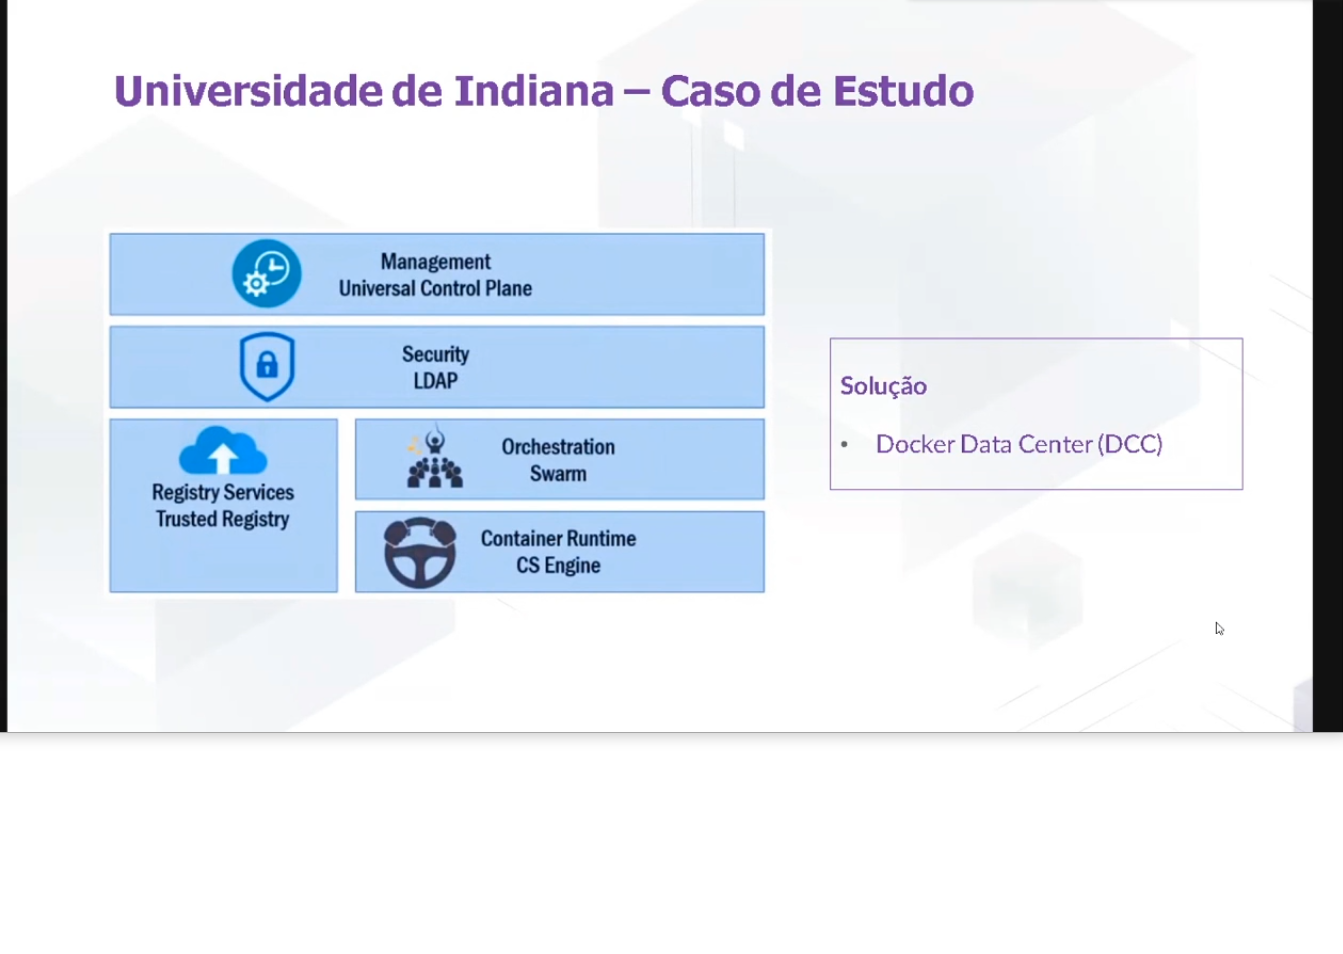 Universidade de Indiana – Caso de Estudo
Management
Universal Control Plane
Security
LDAP
Registry Services
Trusted Registry
Orchestration
Swarm
Container Runtime
CS Engine
Solução
• Docker Data Center (DCC)